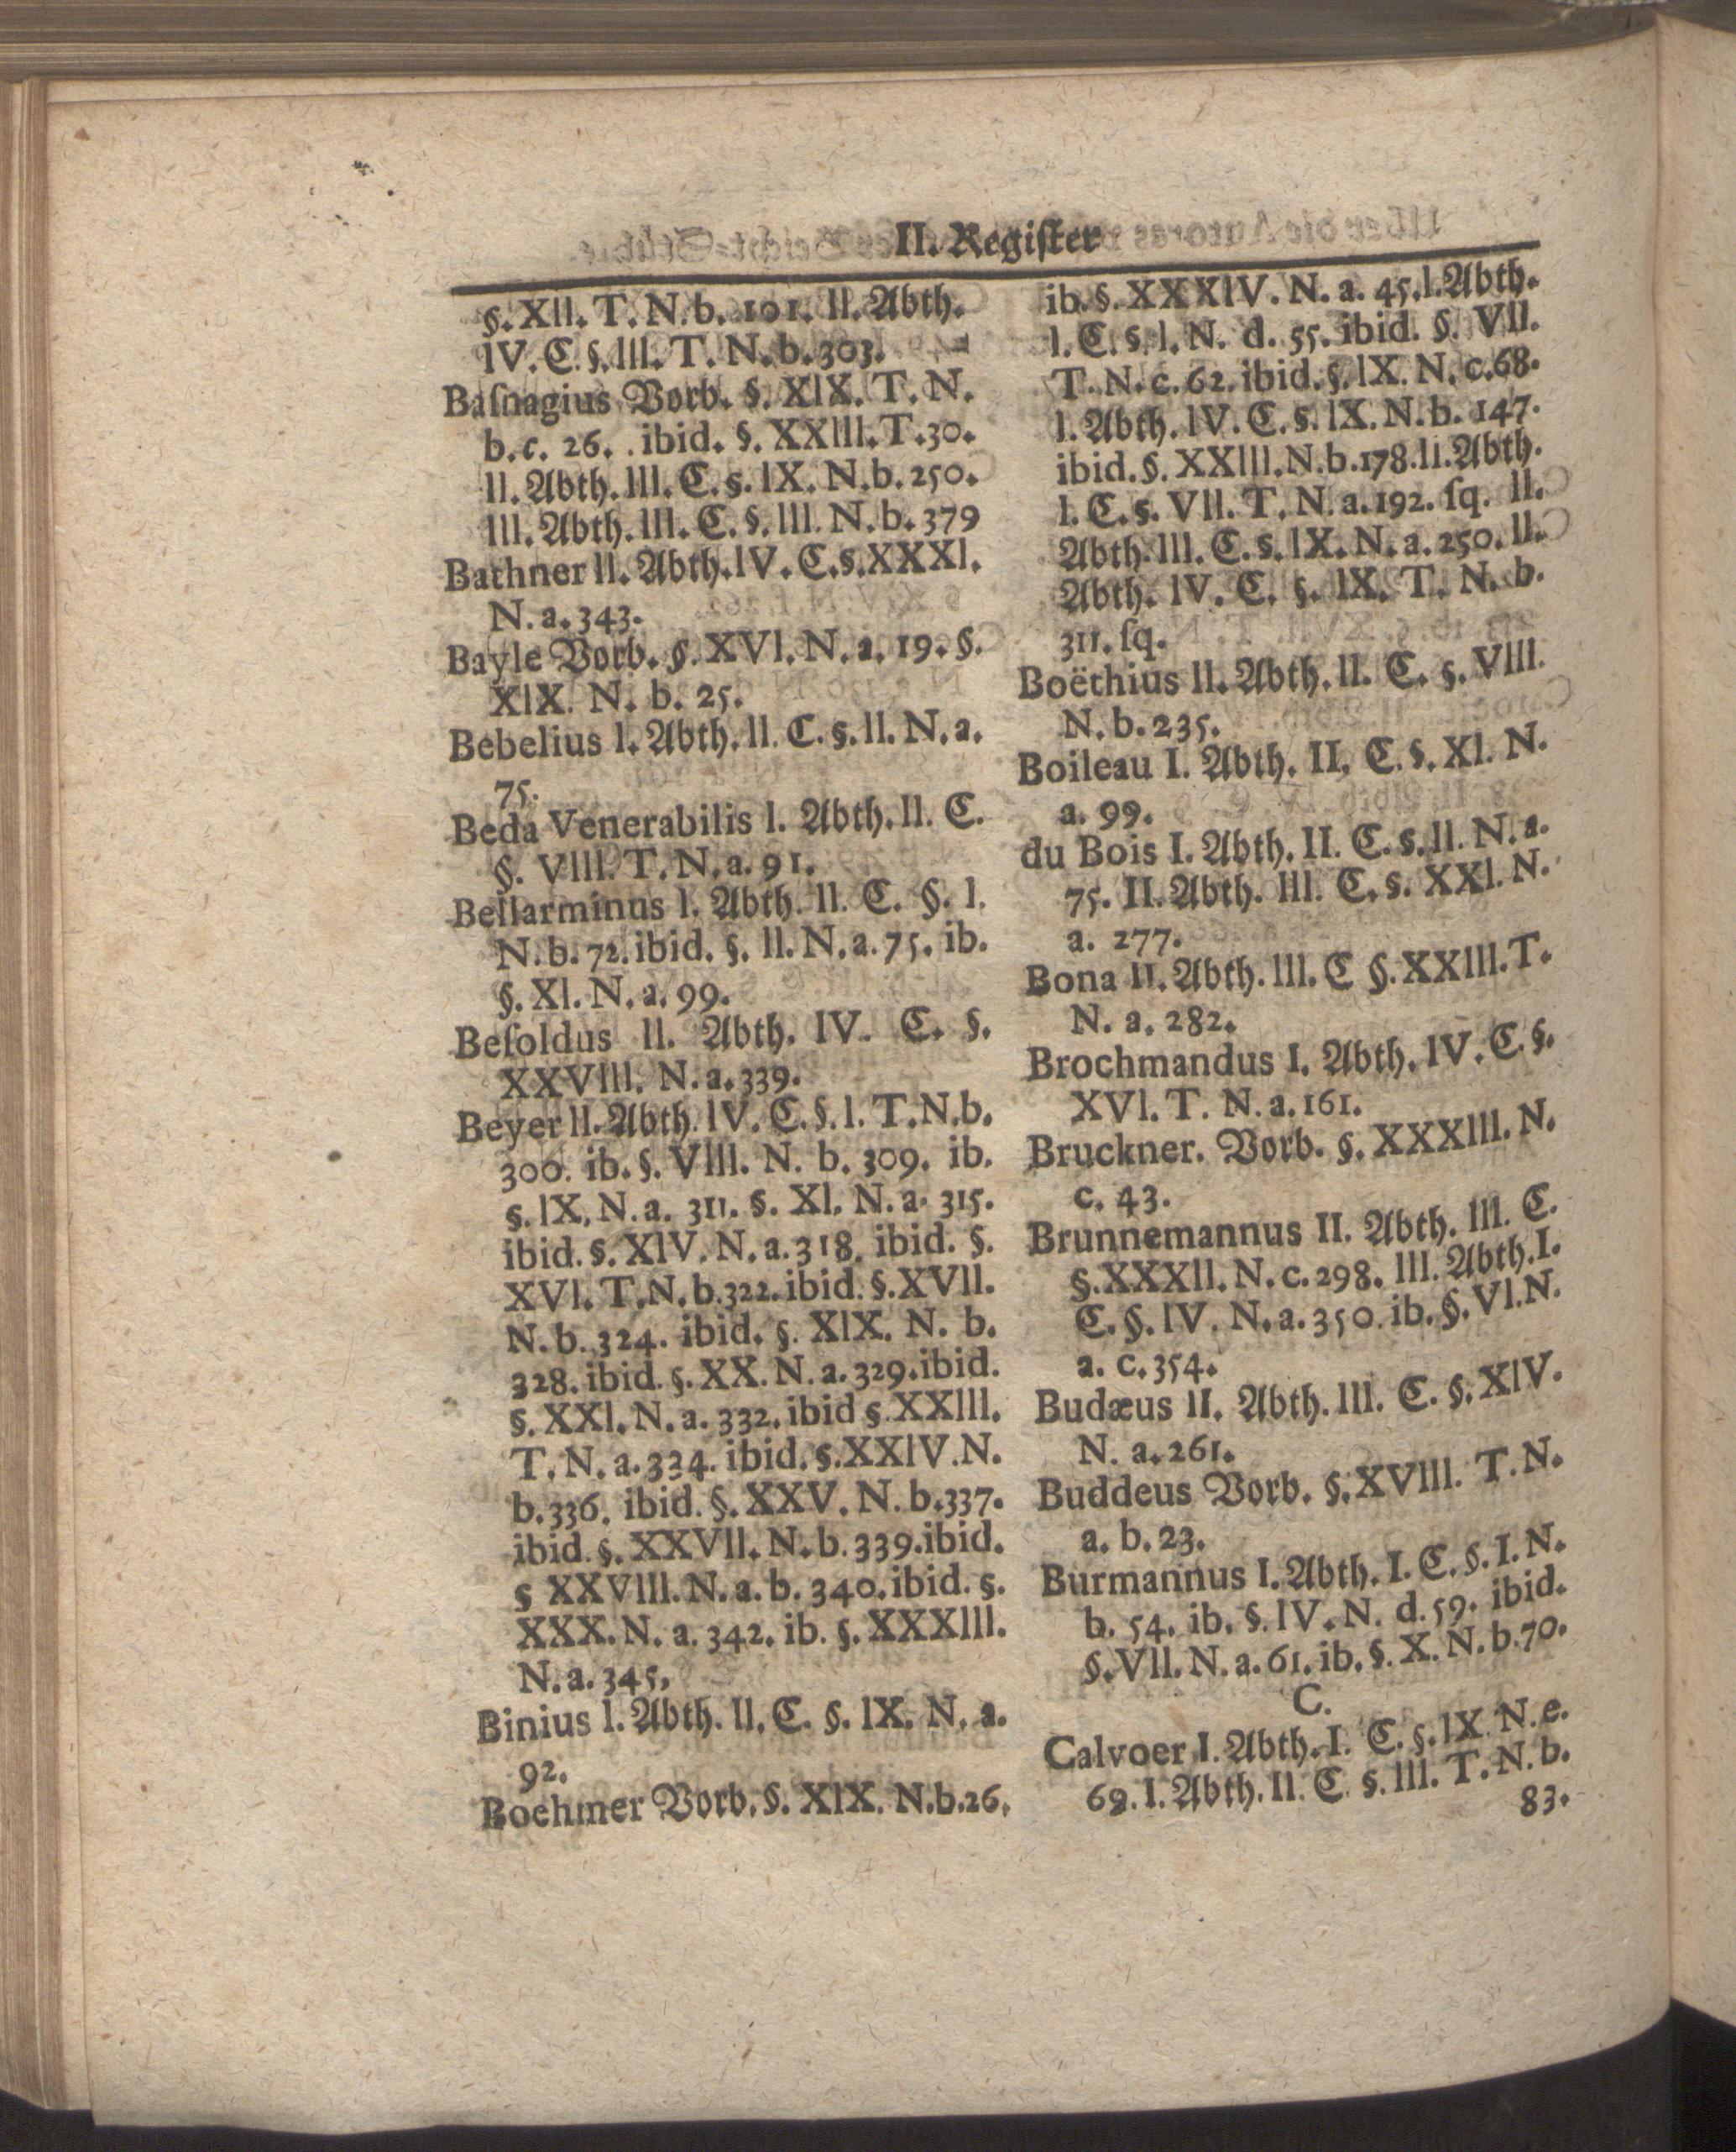 II. Regiſter
§. XII. T. N. b. 101. II. Abth.
IV. C. §. III. T. N. b. 303.
Baſnagius Vorb. §. XIX. T. N.
b. c. 26. ibid. §. XXIII. T. 30.
II. Abth. III. C. §. IX. N. b. 250.
III. Abth. III. C. §. III. N. b. 379
Bathner II. Abth. IV. C. §. XXXI.
N. a. 343.
Bayle Vorb. §. XVI. N. a. 19. §.
XIX. N. b. 25.
Bebelius I. Abth. II. C. §. II. N. a.
75.
Beda Venerabilis I. Abth. II. C.
§. VIII. T. N. a. 91.
Bellarminus I. Abth. II. C. §. I.
N. b. 72. ibid. §. II. N. a. 75. ib.
§. XI. N. a. 99.
Beſoldus II. Abth. IV. C. §.
XXVIII. N. a. 339.
Beyer II. Abth. IV. C. §. I. T. N. b.
300. ib. §. VIII. N. b. 309. ib.
§. IX. N. a. 311. §. XI. N. a. 315.
ibid. §. XIV. N. a. 318. ibid. §.
XVI. T. N. b. 322. ibid. §. XVII.
N. b. 324. ibid. §. XIX. N. b.
328. ibid. §. XX. N. a. 329. ibid.
§. XXI. N. a. 332. ibid §. XXIII.
T. N. a. 334. ibid. §. XXIV. N.
b. 336. ibid. §. XXV. N. b. 337.
ibid. §. XXVII. N. b. 339. ibid.
§ XXVIII. N. a. b. 340. ibid. §.
XXX. N. a. 342. ib. §. XXXIII.
N. a. 345.
Binius I. Abth. II. C. §. IX. N. a.
92.
Boehmer Vorb. §. XIX. N. b. 26.
ib. §. XXXIV. N. a. 45. I. Abth.
I. C. §. I. N. d. 55. ibid. §. VII.
T. N. c. 62. ibid. §. IX. N. c. 68.
I. Abth. IV. C. §. IX. N. b. 147.
ibid. §. XXIII. N. b. 178. II. Abth.
I. C. §. VII. T. N. a. 192. ſq. II.
Abth. III. C. §. IX. N. a. 250. II.
Abth. IV. C. §. IX. T. N. b.
311. ſq.
Boëthius II. Abth. II. C. §. VIII.
N. b. 235.
Boileau I. Abth. II. C. §. XI. N.
a. 99.
du Bois I. Abth. II. C. §. II. N. a.
75. II. Abth. III. C. §. XXI. N.
a. 277.
Bona II. Abth. III. C §. XXIII. T.
N. a. 282.
Brochmandus I. Abth. IV. C. §.
XVI. T. N. a. 161.
Bruckner. Vorb. §. XXXIII. N.
c. 43.
Brunnemannus II. Abth. III. C.
§. XXXII. N. c. 298. III. Abth. I.
C. §. IV. N. a. 350. ib. §. VI. N.
a. c. 354.
Budæus II. Abth. III. C. §. XIV.
N. a. 261.
Buddeus Vorb. §. XVIII. T. N.
a. b. 23.
Burmannus I. Abth. I. C. §. I. N.
b. 54. ib. §. IV. N. d. 59. ibid.
§. VII. N. a. 61. ib. §. X. N. b. 70.
C.
Calvoer I. Abth. I. C. §. IX. N. e.
69. I. Abth. II. C §. III. T. N. b.
83.